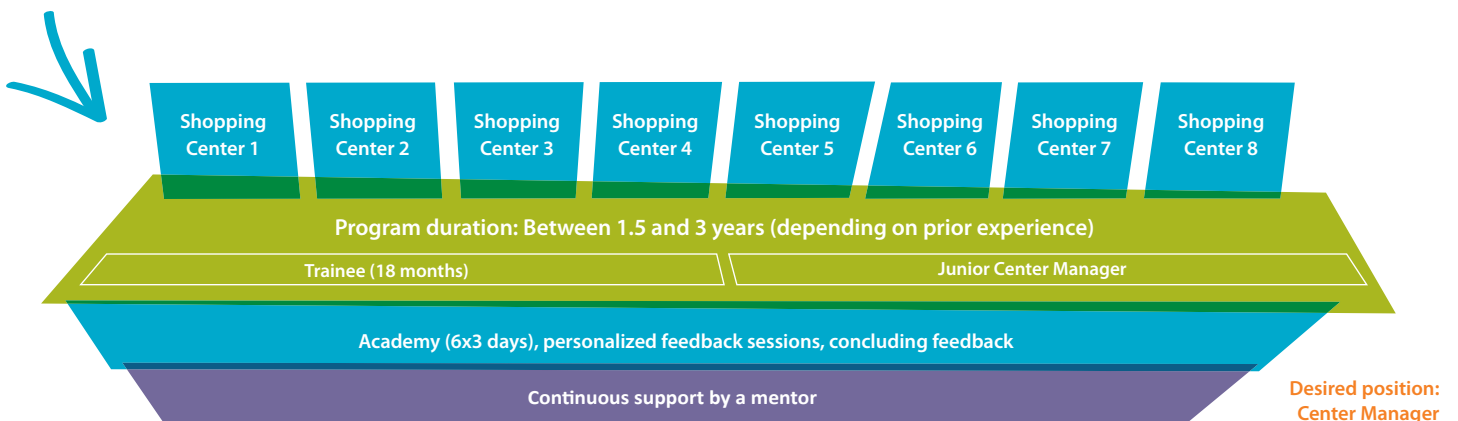 Shopping
Center 1
Shopping
Center 2
Shopping
Center 3
Shopping
Center 4
Shopping
Center 5
Shopping
Center 6
Shopping
Center 7
Shopping
Center 8
Program duration: Between 1.5 and 3 years (depending on prior experience)
Trainee (18 months)
Junior Center Manager
Academy (6x3 days), personalized feedback sessions, concluding feedback
Continuous support by a mentor
Desired position:
Center Manager